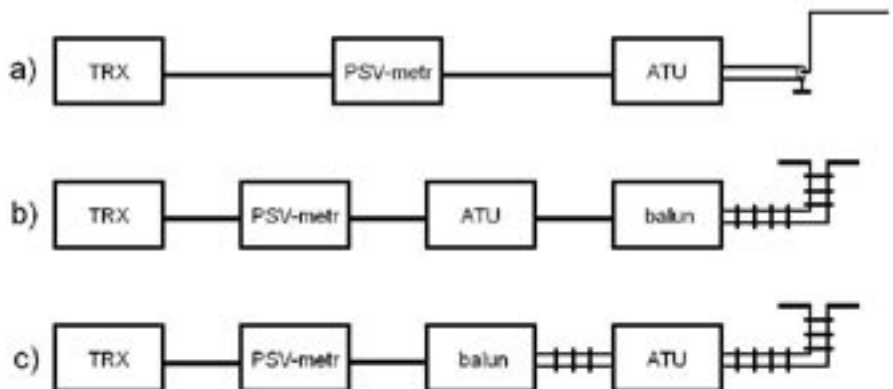 a) TRX PSV-metr ATU
b) TRX PSV-metr ATU balun
c) TRX PSV-metr balun ATU